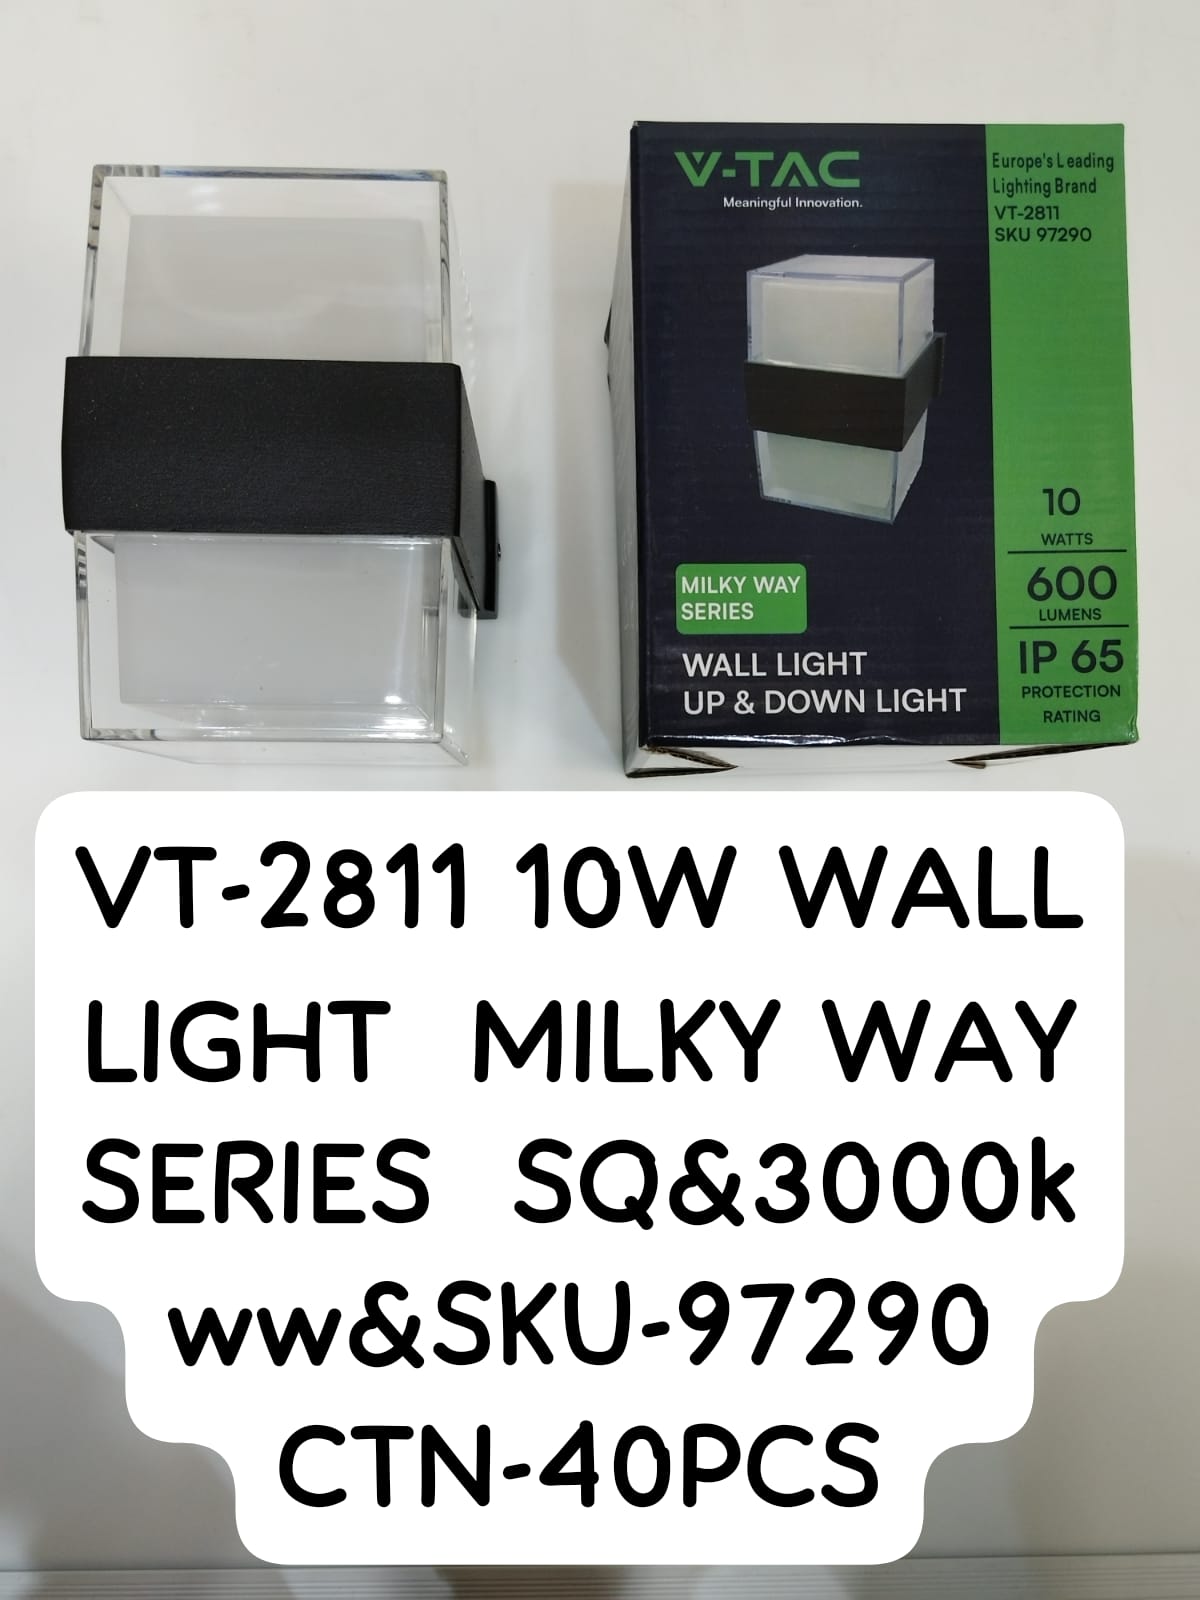 V-TAC
Meaningful Innovation.
Europe's Leading
Lighting Brand
VT-2811
SKU 97290
10
WATTS
600
LUMENS
IP 65
PROTECTION
RATING
MILKY WAY
SERIES
WALL LIGHT
UP & DOWN LIGHT
VT-2811 10W WALL
LIGHT MILKY WAY
SERIES SQ&3000k
ww&SKU-97290
CTN-40PCS